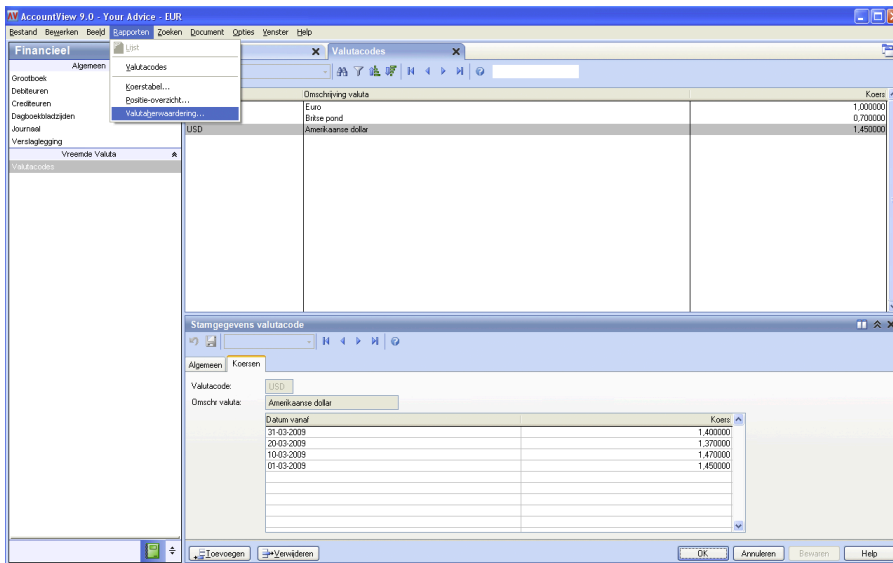 AccountView 9.0 - Your Advice - EUR
Bestand Bewerken Beeld Rapporten Zoeken Document Opties Venster Help
Financieel
Algemeen
Grootboek
Debiteuren
Crediteuren
Dagboekbladzijden
Journaal
Verslaglegging
Vreemde Valuta
Valutacodes
Lijst
Valutacodes
Koerstabel...
Positie-overzicht...
Valutaherwaardering...
Valutacodes
Omschrijving valuta Koers
Euro 1,000000
Britse pond 0,700000
USD Amerikaanse dollar 1,450000
Stamgegevens valutacode
Algemeen Koersen
Valutacode: USD
Omschr valuta: Amerikaanse dollar
Datum vanaf Koers
31-03-2009 1,400000
20-03-2009 1,370000
10-03-2009 1,470000
01-03-2009 1,450000
Toevoegen Verwijderen OK Annuleren Bewaren Help